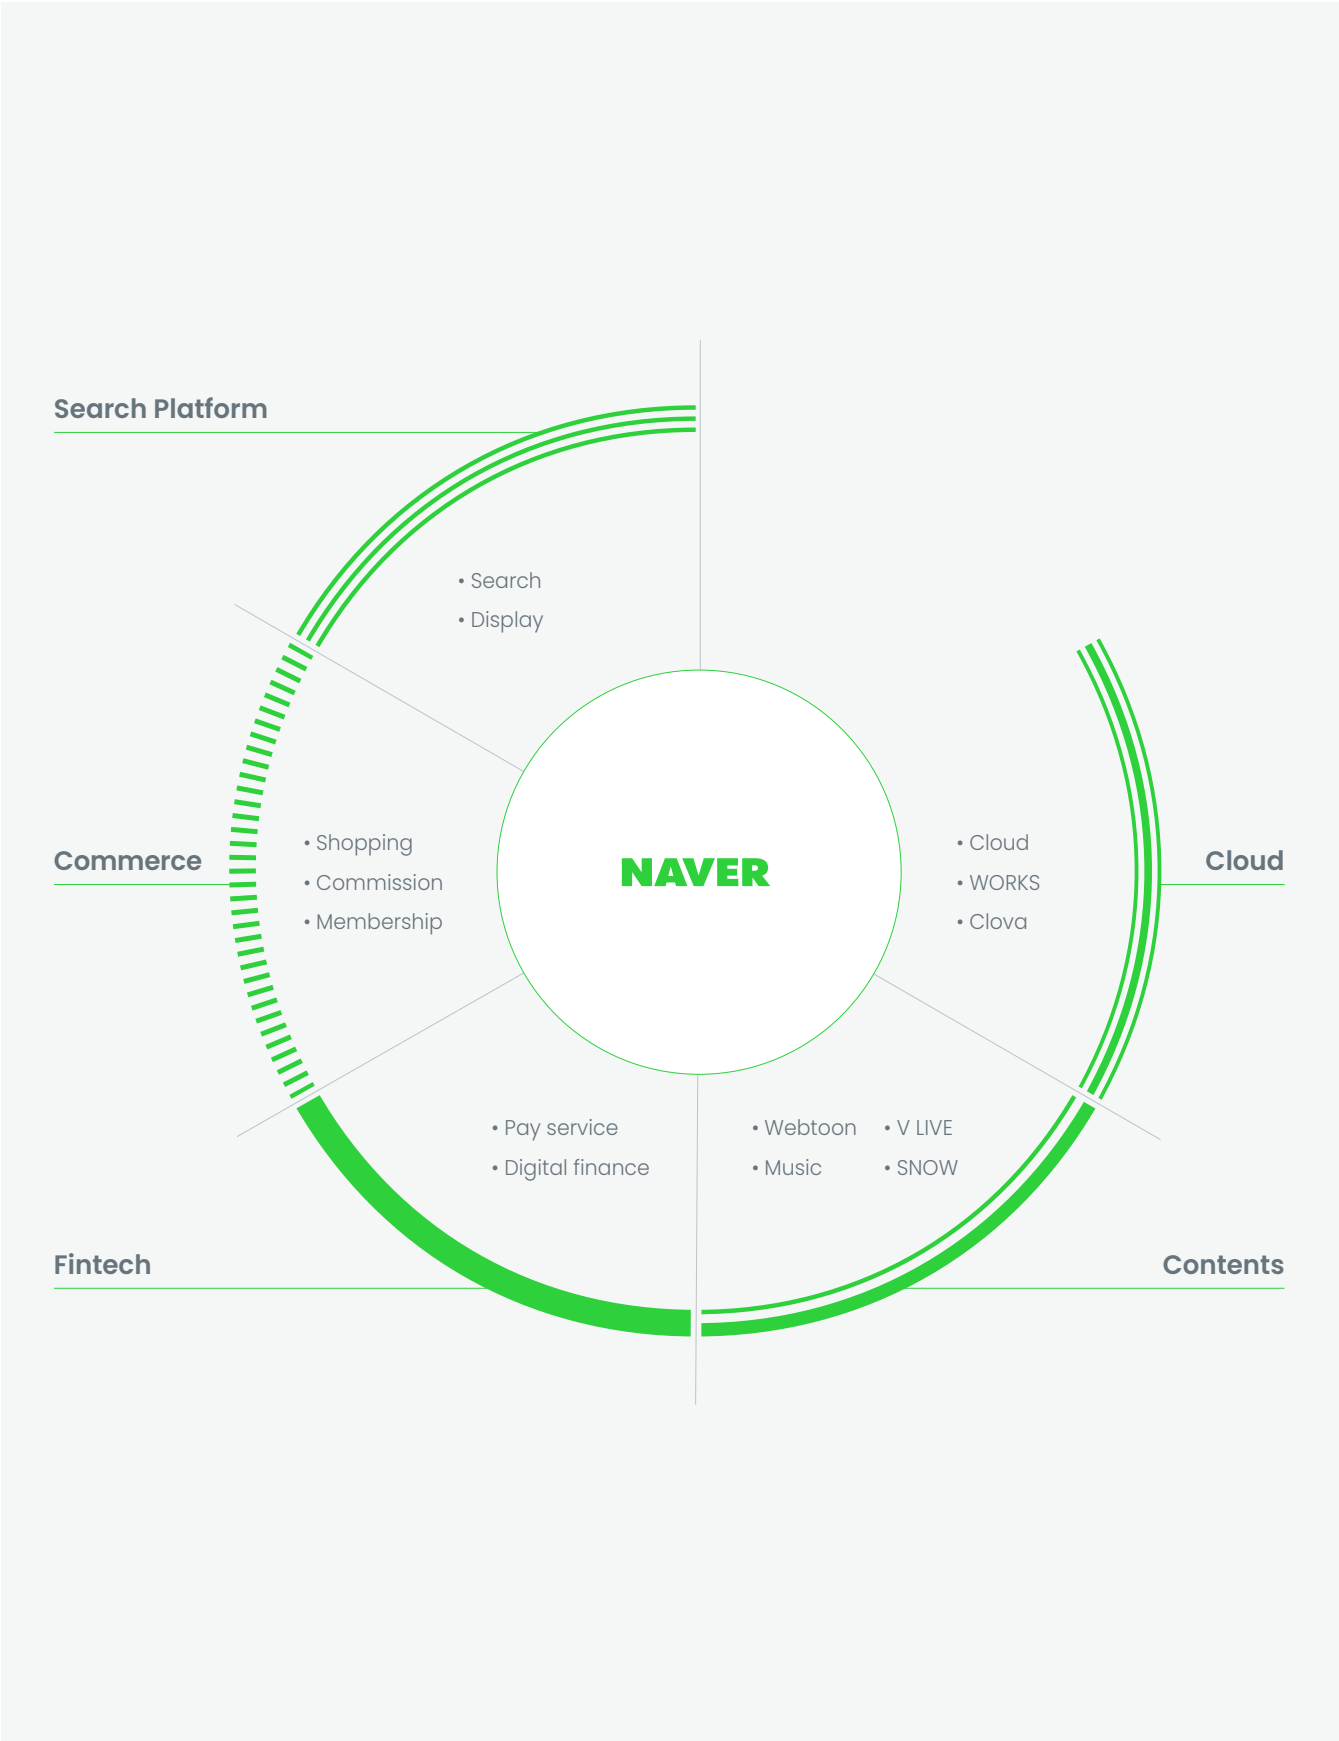 Search Platform
• Search
• Display
Commerce
• Shopping
• Commission
• Membership
NAVER
• Cloud
• WORKS
• Clova
Cloud
• Pay service
• Digital finance
• Webtoon • V LIVE
• Music • SNOW
Fintech
Contents